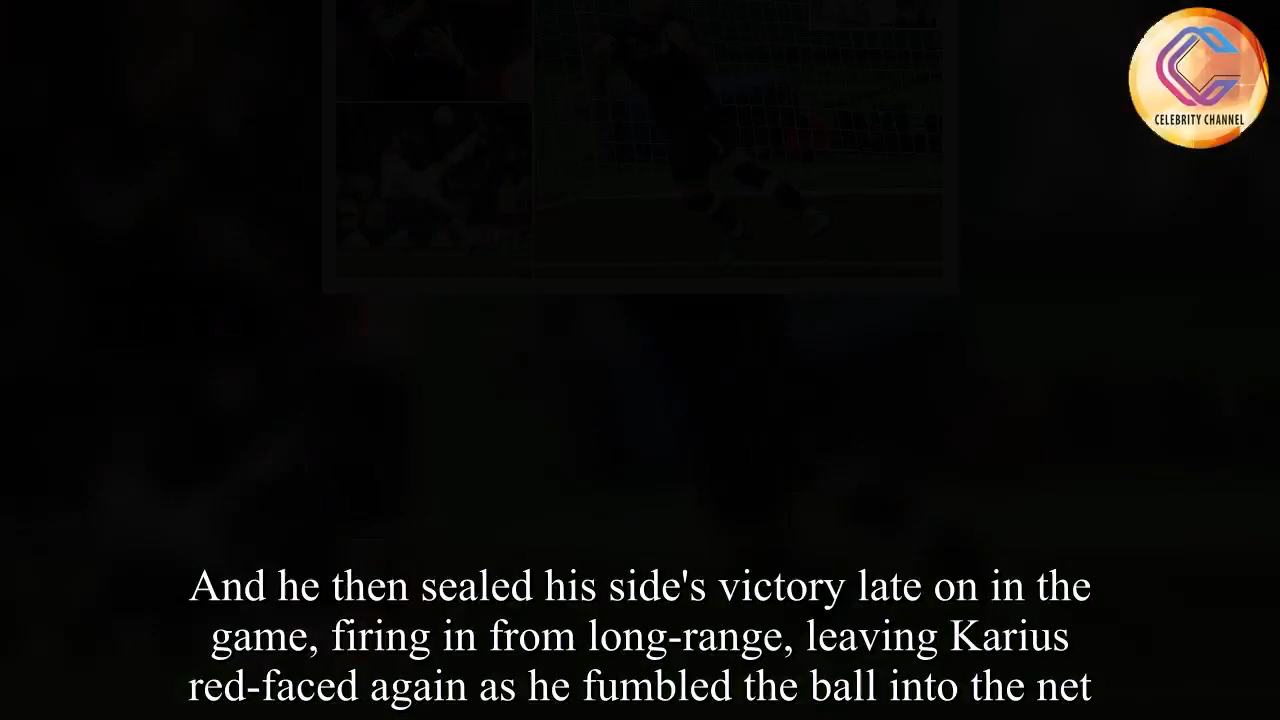 CELEBRITY CHANNEL
And he then sealed his side's victory late on in the
game, firing in from long-range, leaving Karius
red-faced again as he fumbled the ball into the net